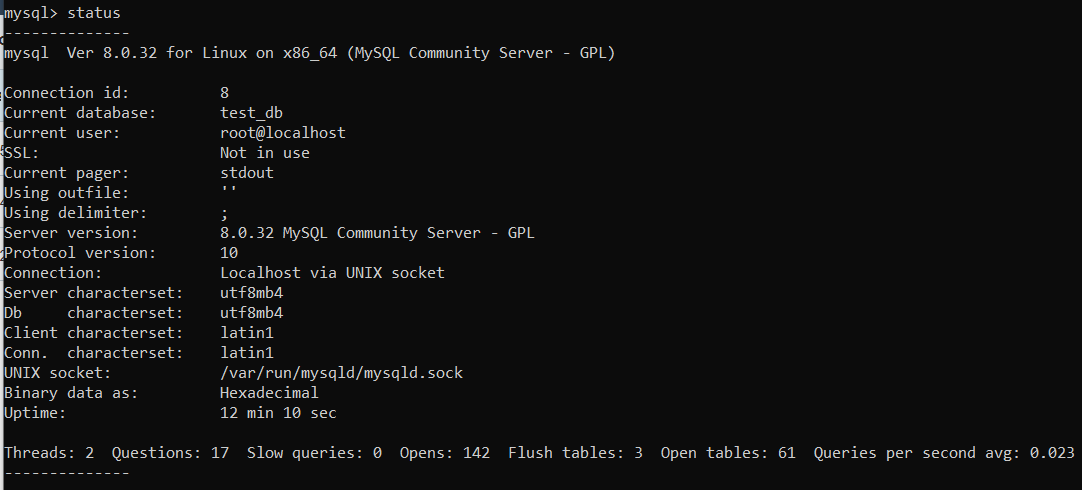 mysql> status
--------------
mysql  Ver 8.0.32 for Linux on x86_64 (MySQL Community Server - GPL)

Connection id:          8
Current database:       test_db
Current user:           root@localhost
SSL:                    Not in use
Current pager:          stdout
Using outfile:          ''
Using delimiter:        ;
Server version:         8.0.32 MySQL Community Server - GPL
Protocol version:       10
Connection:             Localhost via UNIX socket
Server characterset:    utf8mb4
Db     characterset:    utf8mb4
Client characterset:    latin1
Conn.  characterset:    latin1
UNIX socket:            /var/run/mysqld/mysqld.sock
Binary data as:         Hexadecimal
Uptime:                 12 min 10 sec

Threads: 2  Questions: 17  Slow queries: 0  Opens: 142  Flush tables: 3  Open tables: 61  Queries per second avg: 0.023
--------------